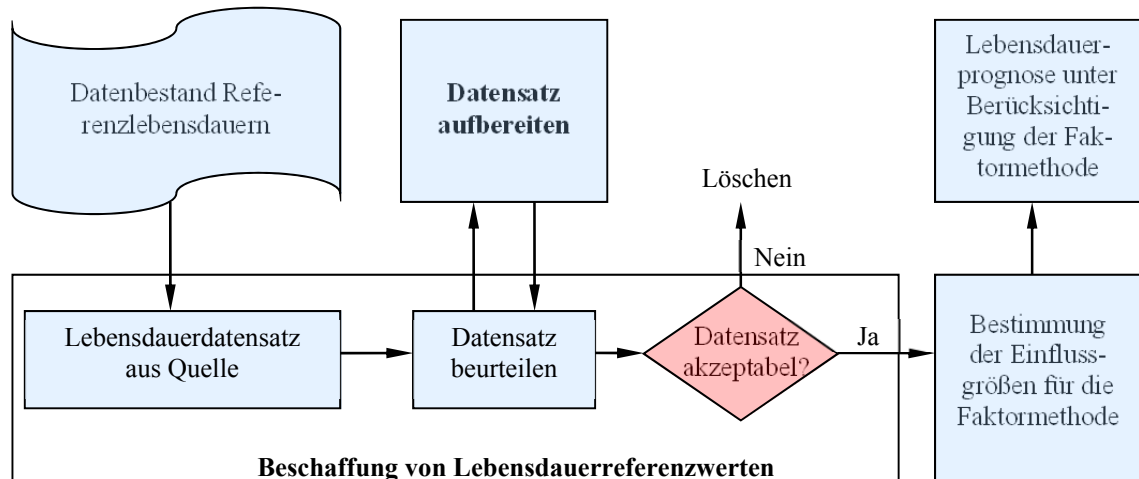 Datenbestand Refe-
renzlebensdauern
Datensatz
aufbereiten
Lebensdauer-
prognose unter
Berücksichti-
gung der Fak-
tormethode
Löschen
Nein
Lebensdauerdatensatz
aus Quelle
Datensatz
beurteilen
Datensatz
akzeptabel?
Ja
Bestimmung
der Einfluss-
größen für die
Faktormethode
Beschaffung von Lebensdauerreferenzwerten